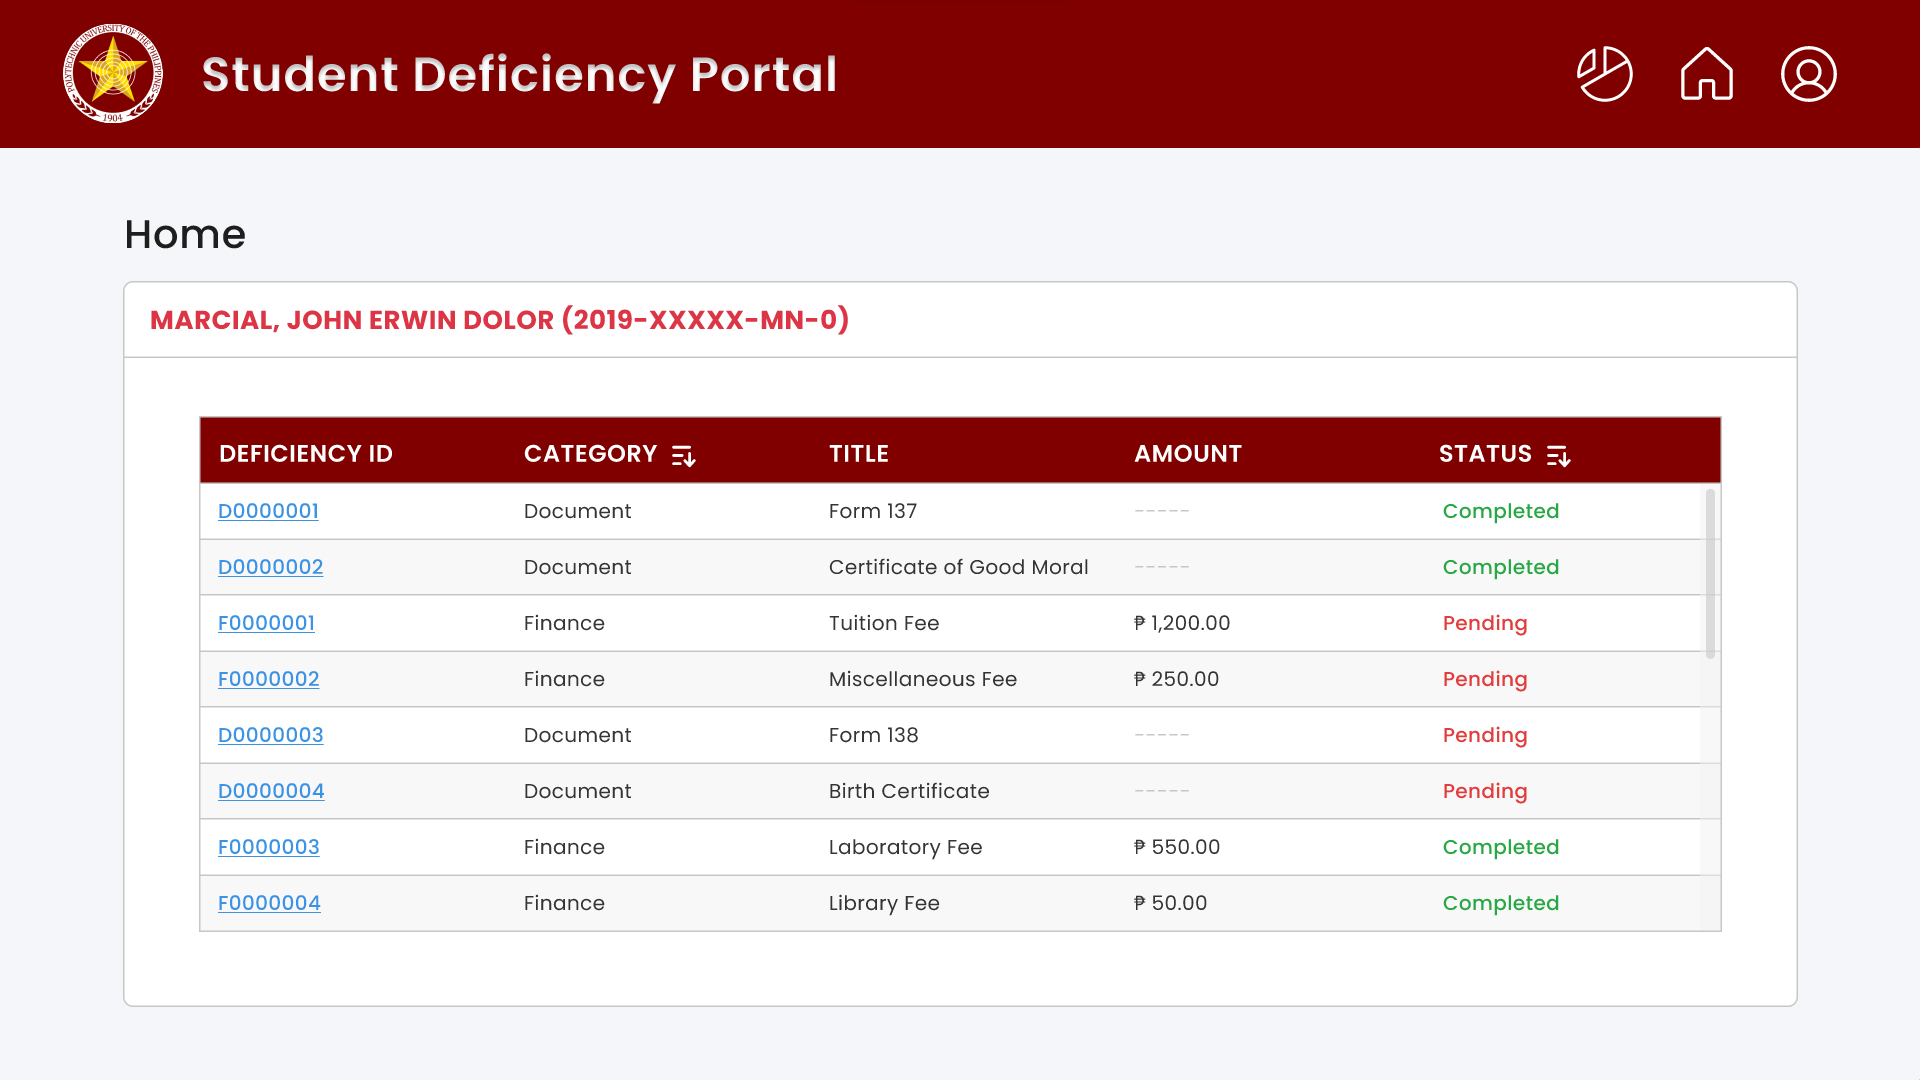 POLYTECHNIC UNIVERSITY OF THE PHILIPPINES
1904
Student Deficiency Portal
Home
MARCIAL, JOHN ERWIN DOLOR (2019-XXXXX-MN-0)
DEFICIENCY ID CATEGORY TITLE AMOUNT STATUS
D0000001 Document Form 137 ----- Completed
D0000002 Document Certificate of Good Moral ----- Completed
F0000001 Finance Tuition Fee ₱ 1,200.00 Pending
F0000002 Finance Miscellaneous Fee ₱ 250.00 Pending
D0000003 Document Form 138 ----- Pending
D0000004 Document Birth Certificate ----- Pending
F0000003 Finance Laboratory Fee ₱ 550.00 Completed
F0000004 Finance Library Fee ₱ 50.00 Completed